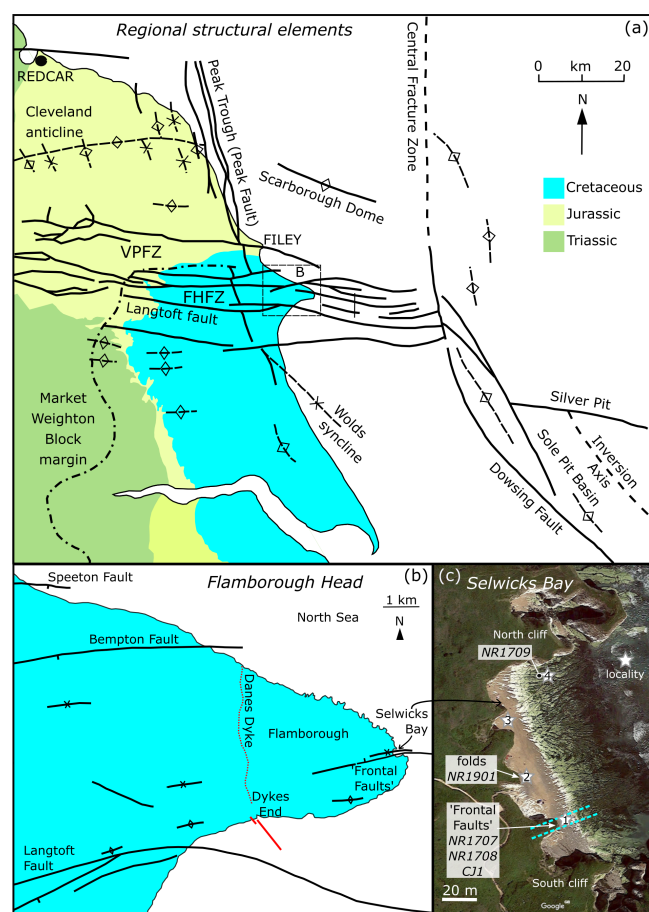 Regional structural elements
(a)
REDCAR
Cleveland
anticline
Peak Trough (Peak Fault)
Scarborough Dome
Central Fracture Zone
0 km 20
N
Cretaceous
Jurassic
Triassic
FILEY
VPFZ
B
FHFZ
Langtoft fault
Market
Weighton
Block
margin
Wolds
syncline
Silver Pit
Sole Pit Basin
Inversion
Axis
Dowsing Fault
Flamborough Head
(b)
Speeton Fault
North Sea
1 km
N
Bempton Fault
Danes Dyke
Flamborough
Selwicks
Bay
'Frontal
Faults'
Dykes
End
Langtoft
Fault
(c)
Selwicks Bay
North cliff
NR1709
4
locality
3
folds
NR1901
2
'Frontal
Faults'
NR1707
NR1708
CJ1
1
South cliff
20 m
Google